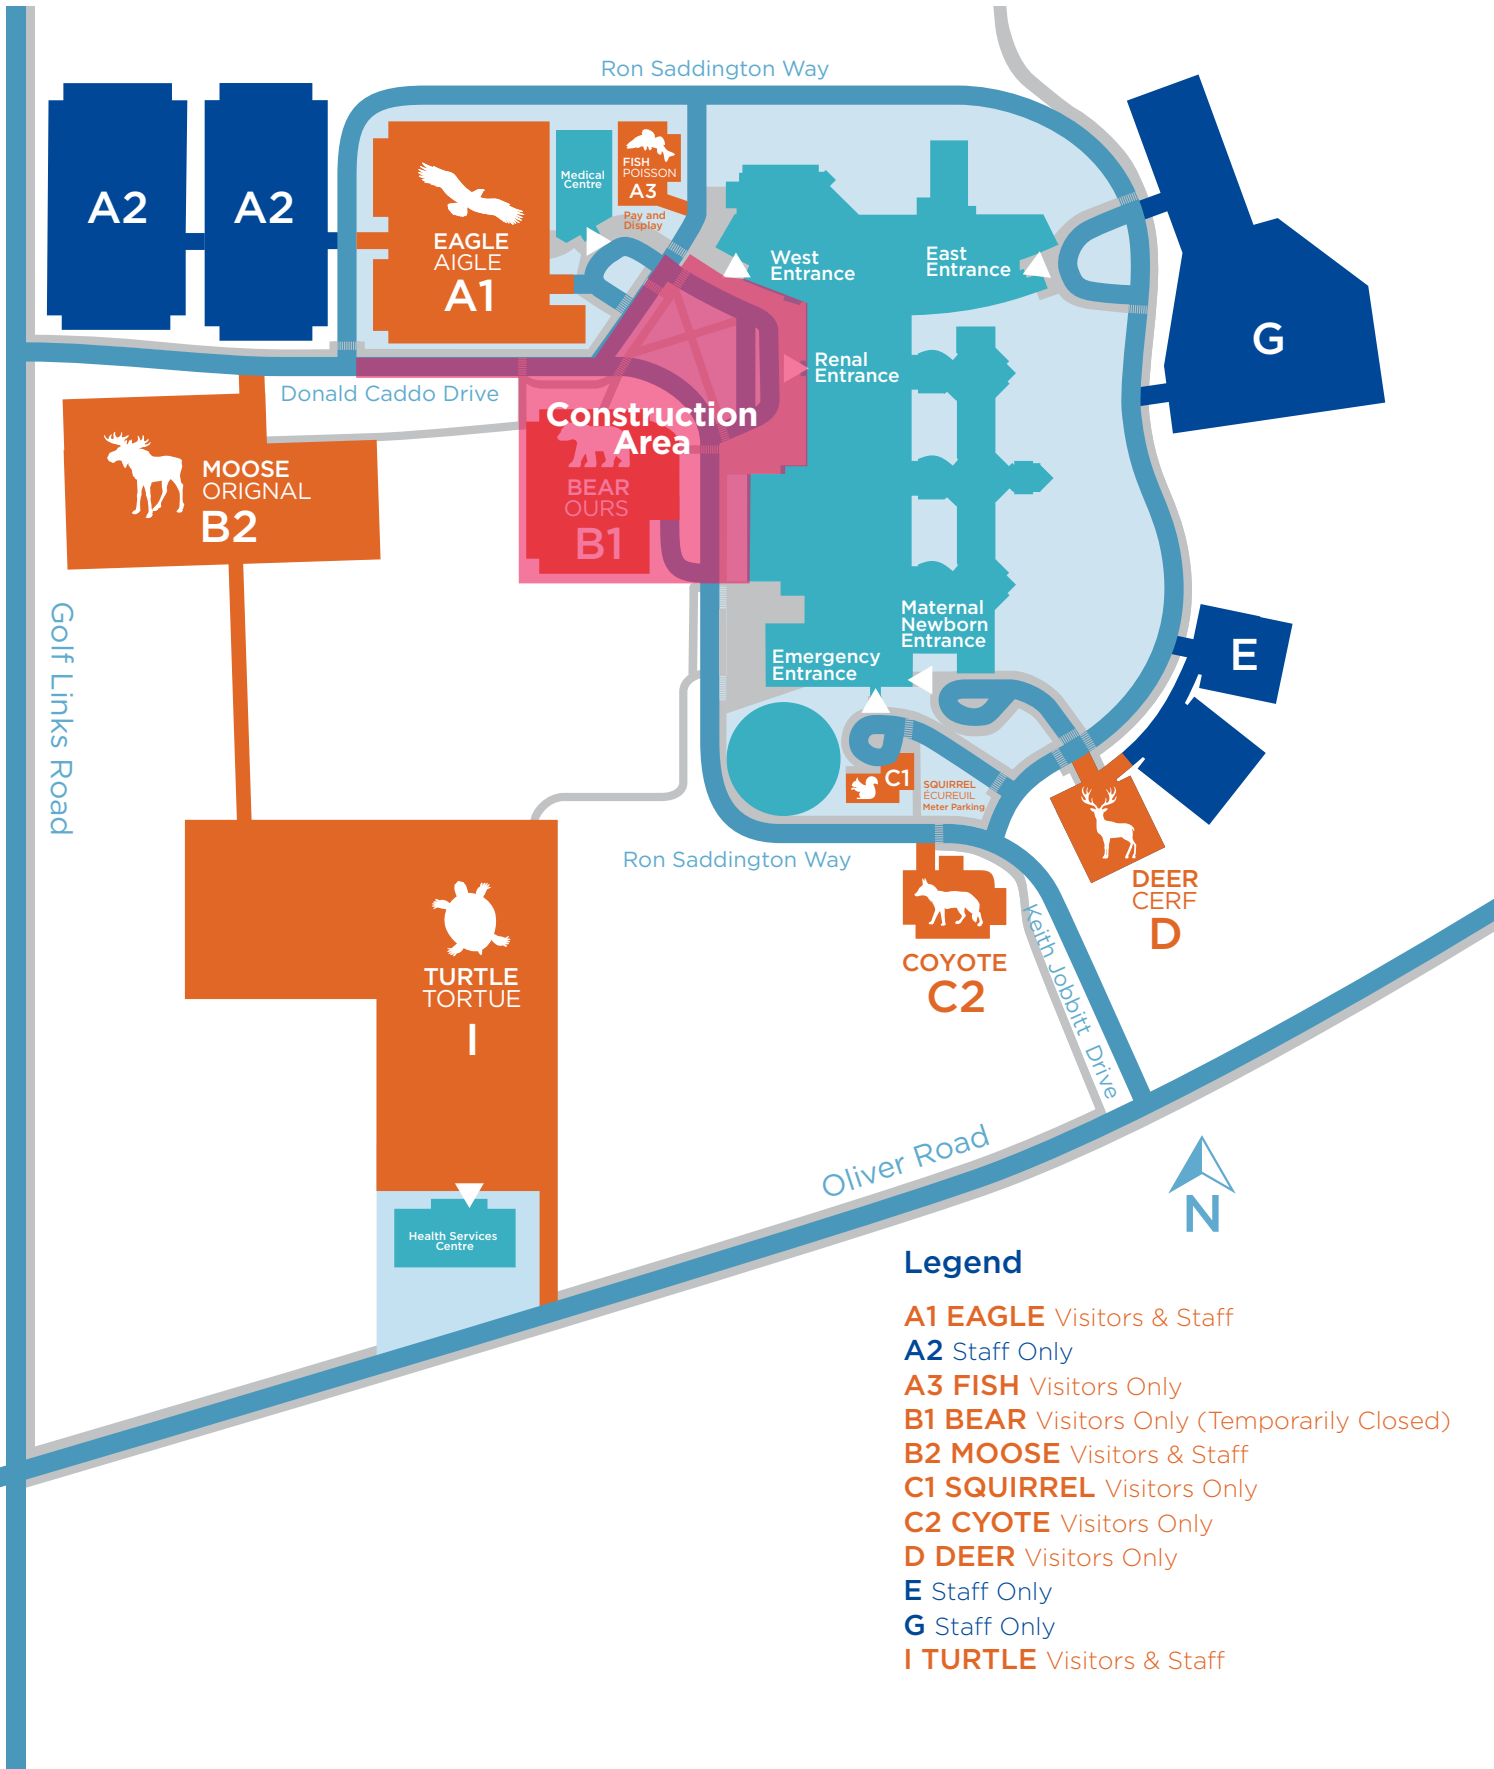 Ron Saddington Way
A2
A2
EAGLE
AIGLE
A1
Medical
Centre
FISH
POISSON
A3
Pay and
Display
West
Entrance
East
Entrance
G
Renal
Entrance
Donald Caddo Drive
Construction
Area
BEAR
OURS
B1
MOOSE
ORIGNAL
B2
Golf Links Road
Maternal
Newborn
Entrance
Emergency
Entrance
E
C1
SQUIRREL
ÉCUREUIL
Meter Parking
Ron Saddington Way
DEER
CERF
D
COYOTE
C2
Keith Jobbitt Drive
TURTLE
TORTUE
I
Oliver Road
N
Health Services
Centre
Legend
A1 EAGLE Visitors & Staff
A2 Staff Only
A3 FISH Visitors Only
B1 BEAR Visitors Only (Temporarily Closed)
B2 MOOSE Visitors & Staff
C1 SQUIRREL Visitors Only
C2 CYOTE Visitors Only
D DEER Visitors Only
E Staff Only
G Staff Only
I TURTLE Visitors & Staff